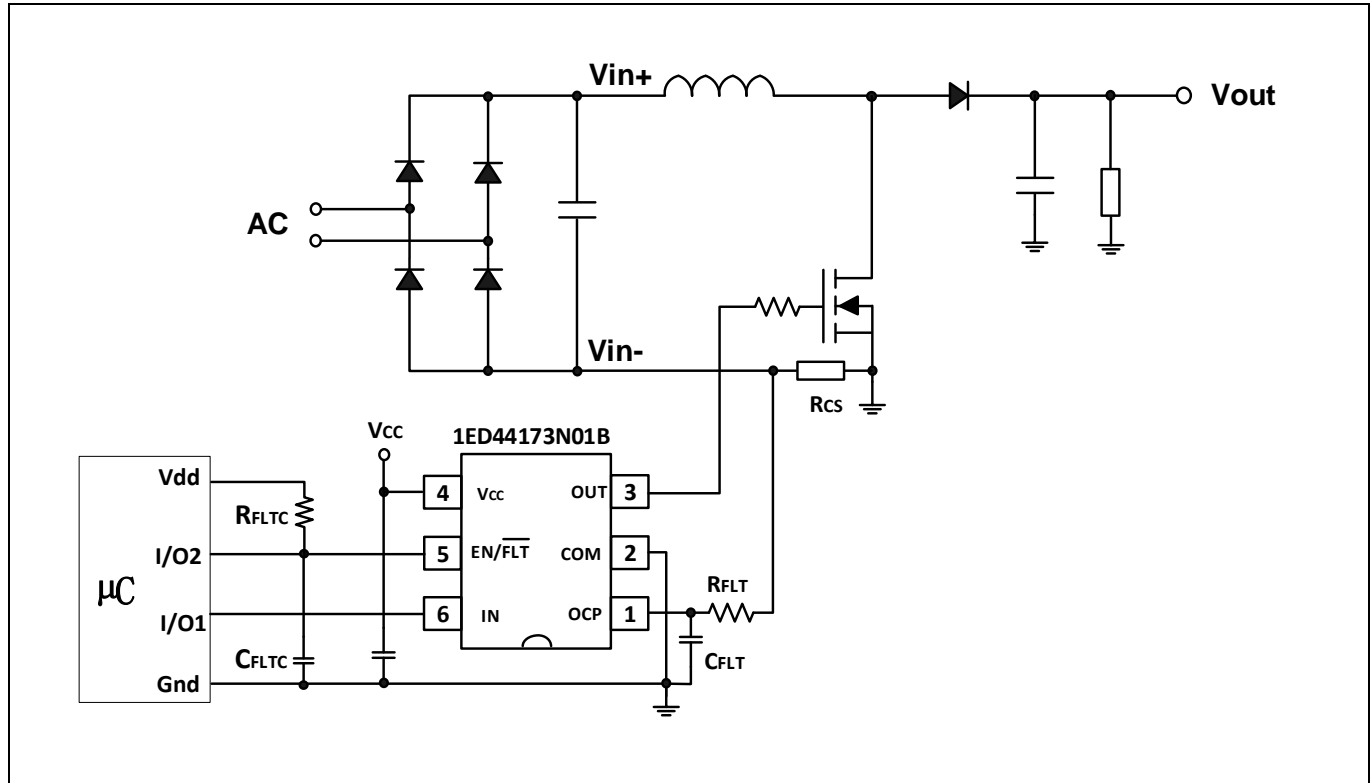 Vin+
Vout
AC
Vin-
RCS
VCC
1ED44173N01B
Vdd
4 VCC OUT 3
RFLTC
I/O2
5 EN/FLT COM 2
μC
RFLT
I/O1
6 IN OCP 1
CFLTC
CFLT
Gnd